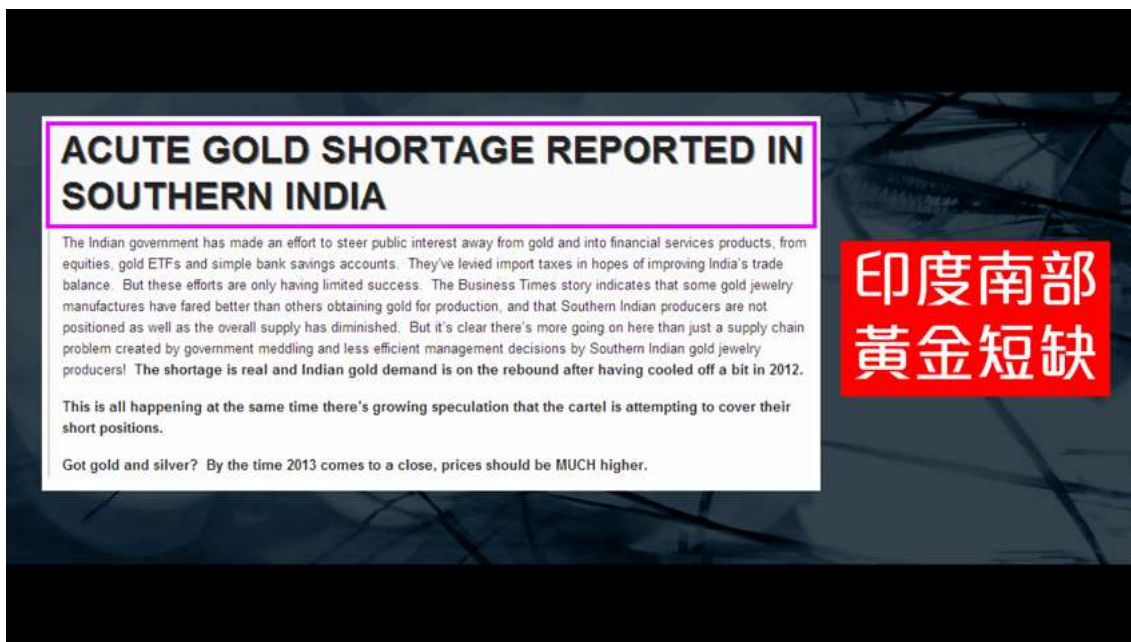 ACUTE GOLD SHORTAGE REPORTED IN
SOUTHERN INDIA
The Indian government has made an effort to steer public interest away from gold and into financial services products, from
equities, gold ETFs and simple bank savings accounts.  They've levied import taxes in hopes of improving India's trade
balance.  But these efforts are only having limited success.  The Business Times story indicates that some gold jewelry
manufactures have fared better than others obtaining gold for production, and that Southern Indian producers are not
positioned as well as the overall supply has diminished.  But it's clear there's more going on here than just a supply chain
problem created by government meddling and less efficient management decisions by Southern Indian gold jewelry
producers!  The shortage is real and Indian gold demand is on the rebound after having cooled off a bit in 2012.
This is all happening at the same time there's growing speculation that the cartel is attempting to cover their
short positions.
Got gold and silver?  By the time 2013 comes to a close, prices should be MUCH higher.
印度南部
黃金短缺